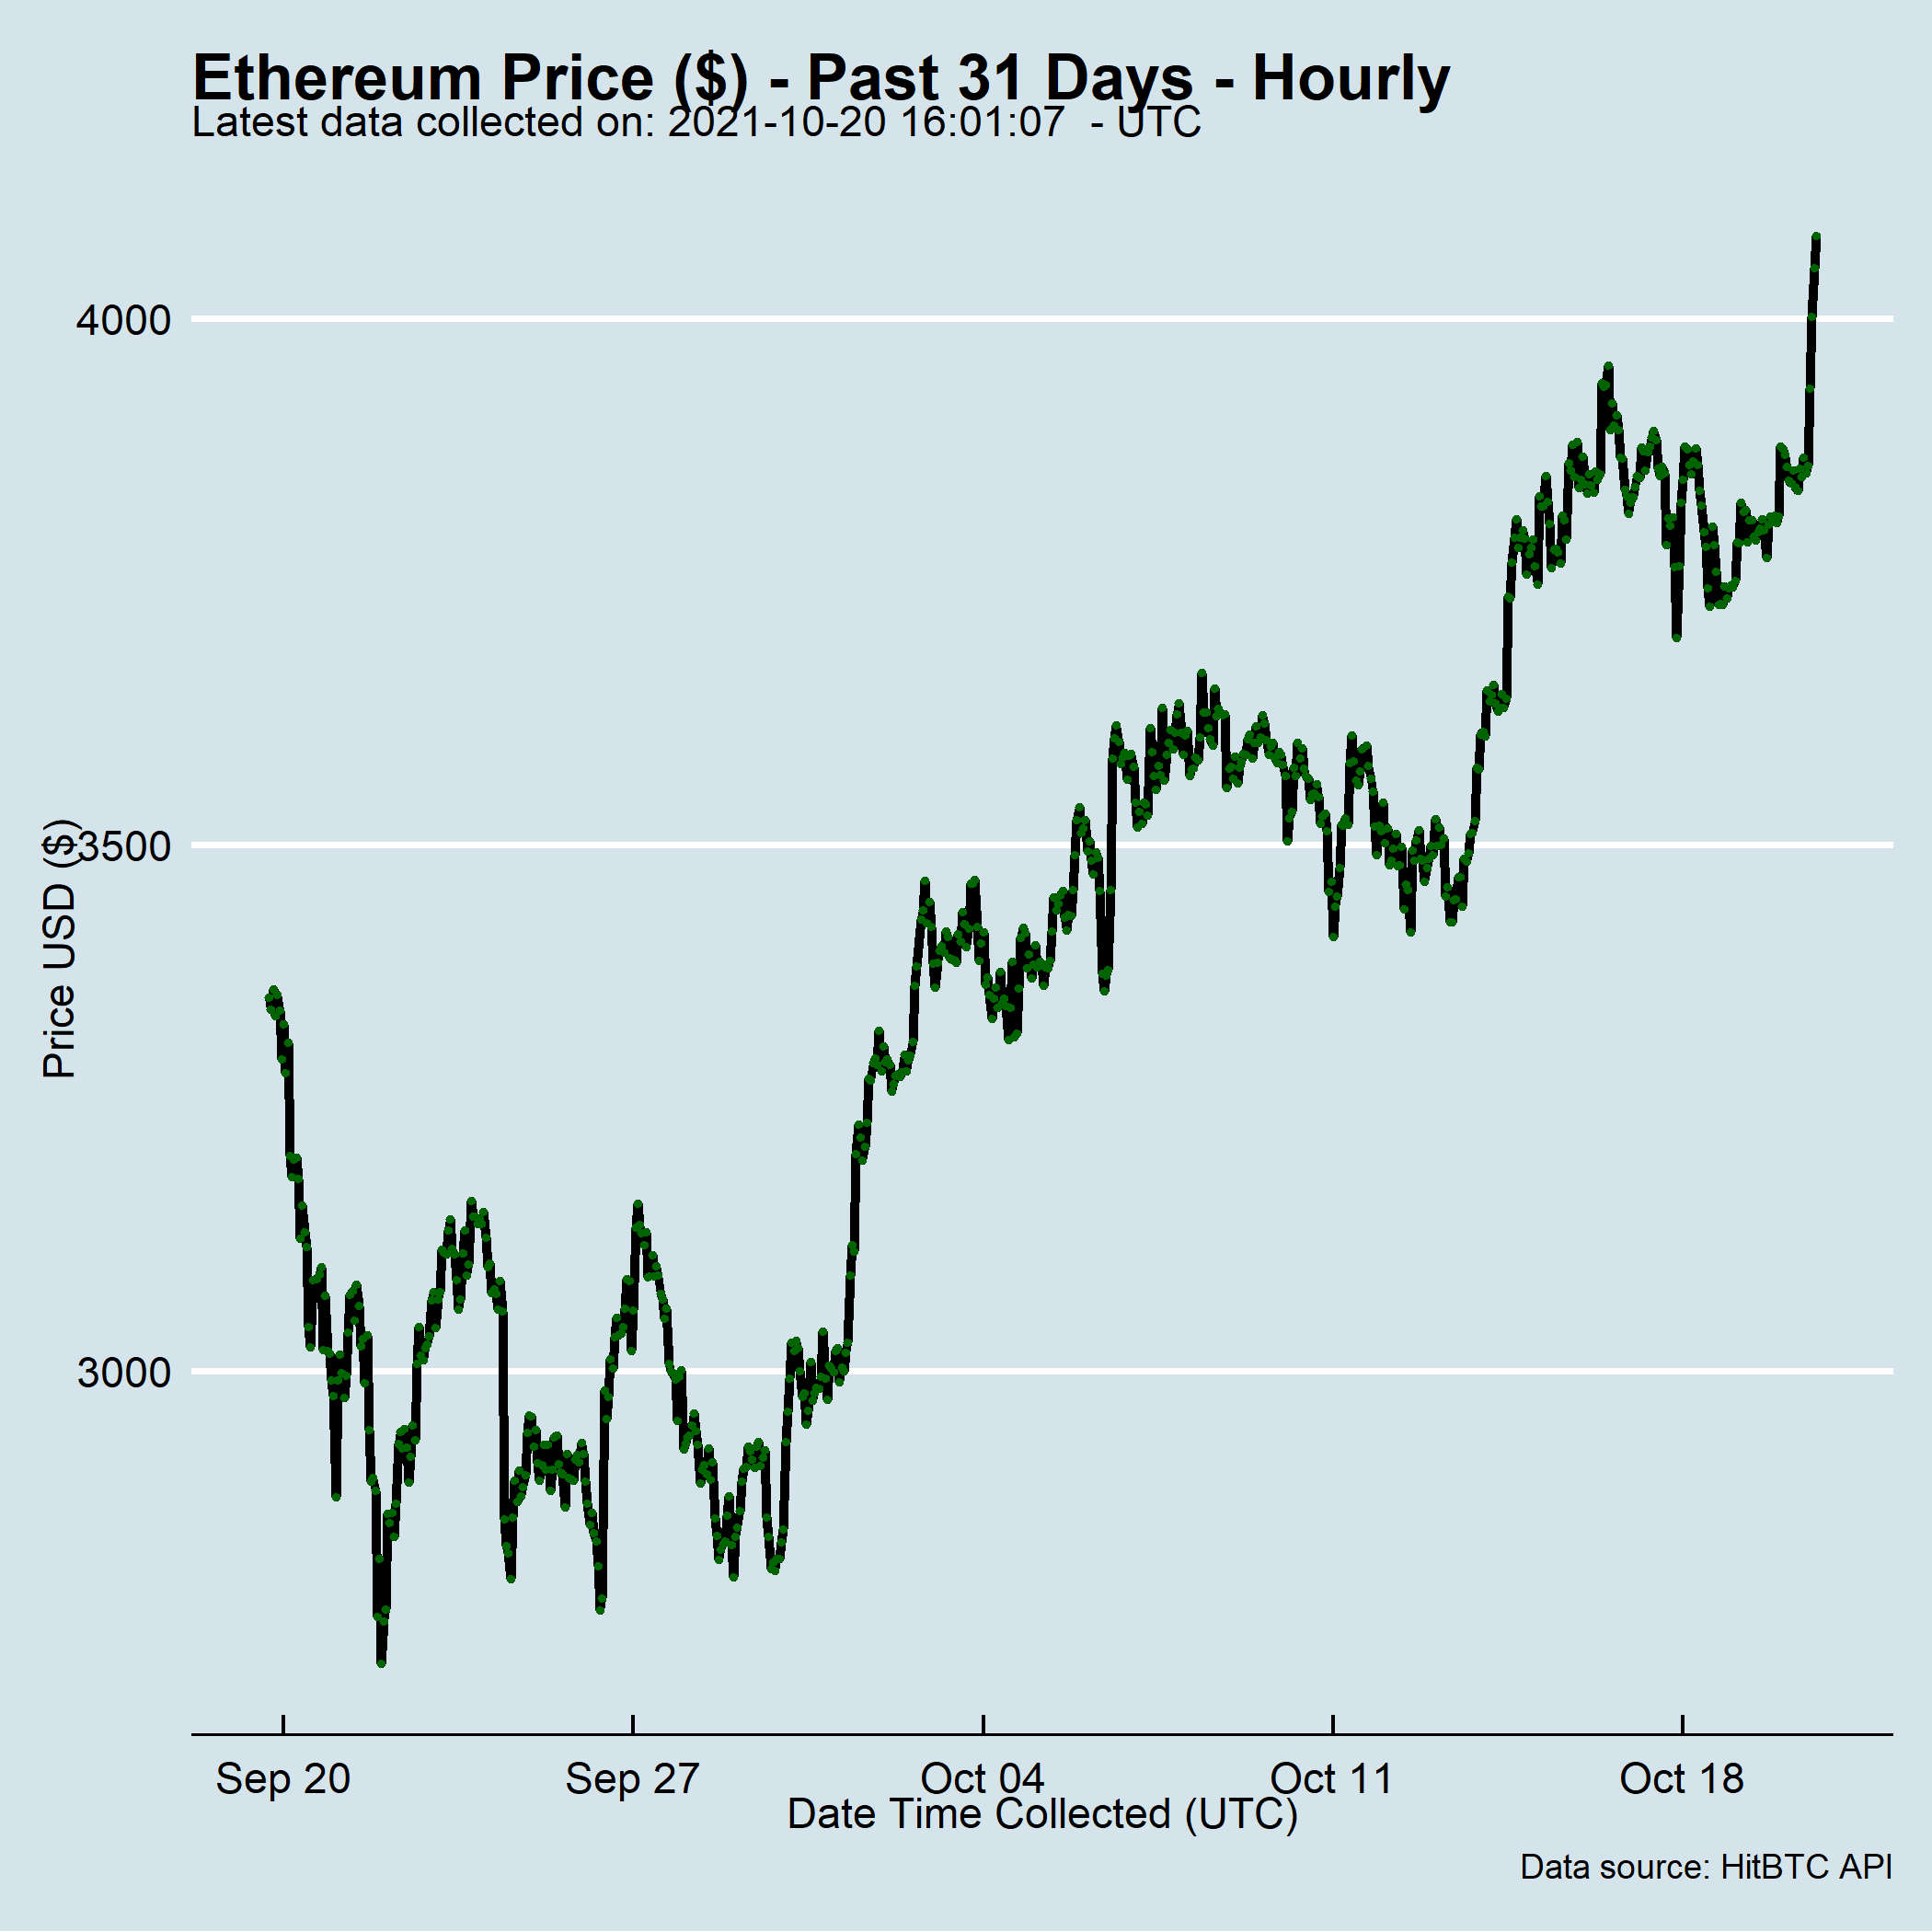 Ethereum Price ($) - Past 31 Days - Hourly
Latest data collected on: 2021-10-20 16:01:07  - UTC
4000
3500
3000
Price USD ($)
Sep 20
Sep 27
Oct 04
Oct 11
Oct 18
Date Time Collected (UTC)
Data source: HitBTC API